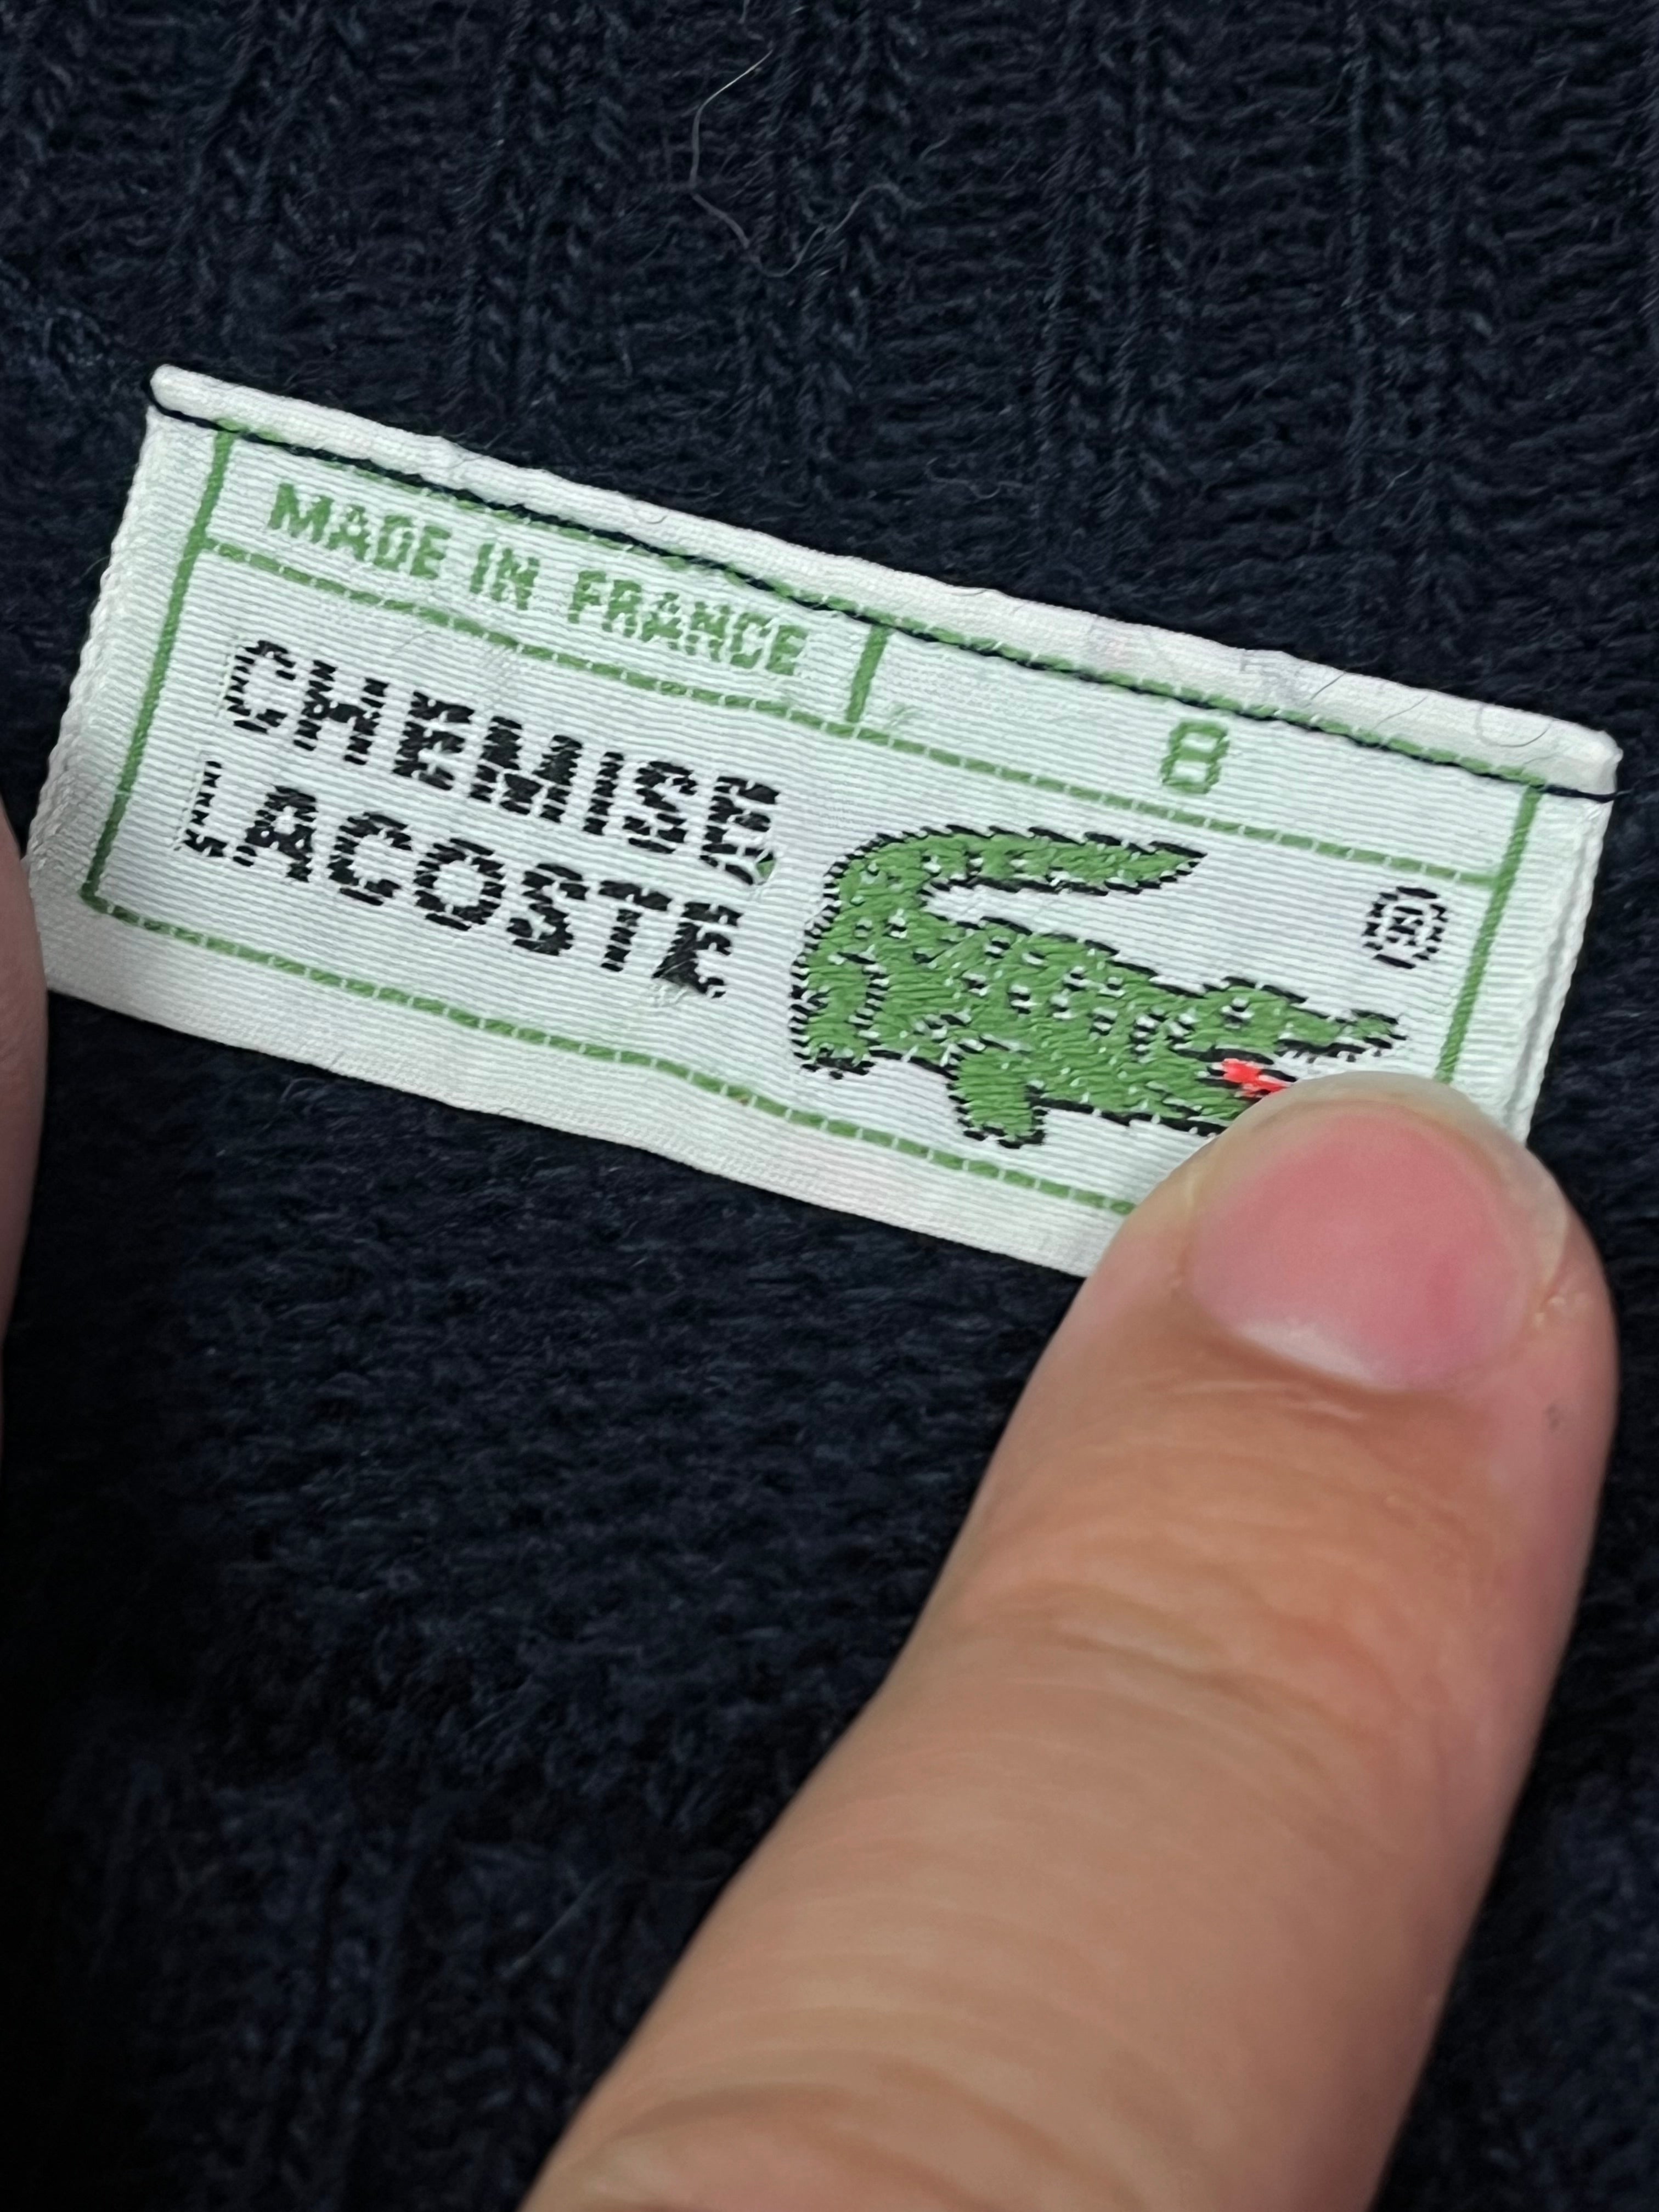 MADE IN FRANCE
8
CHEMISE
LACOSTE
®